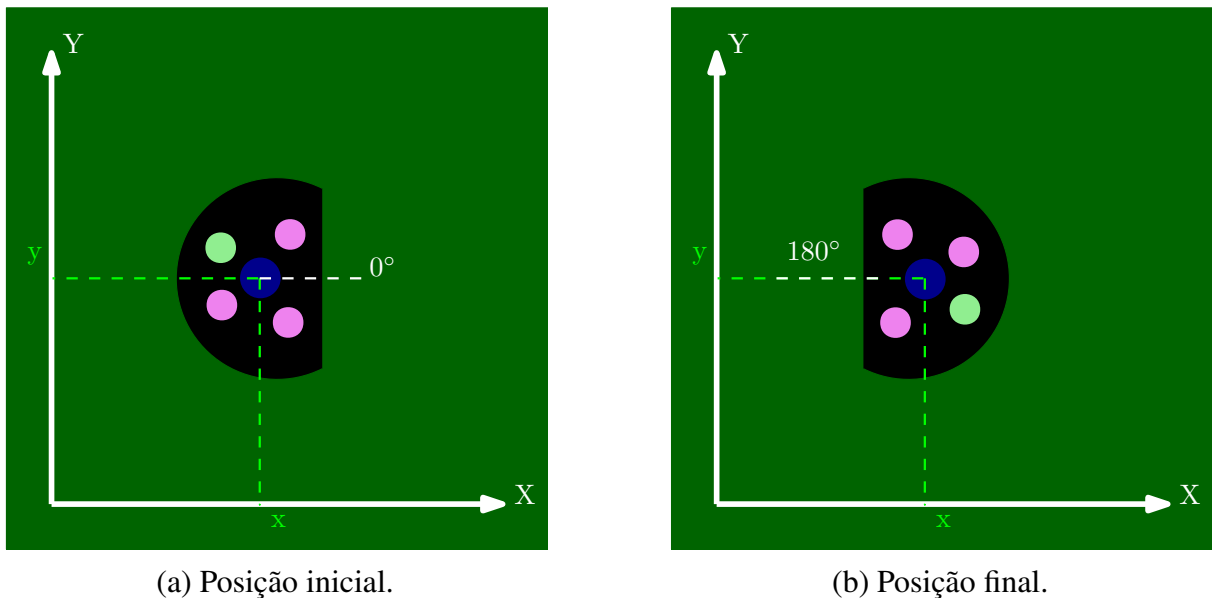 Y
y
0°
X
x
(a) Posição inicial.
Y
y
180°
X
x
(b) Posição final.